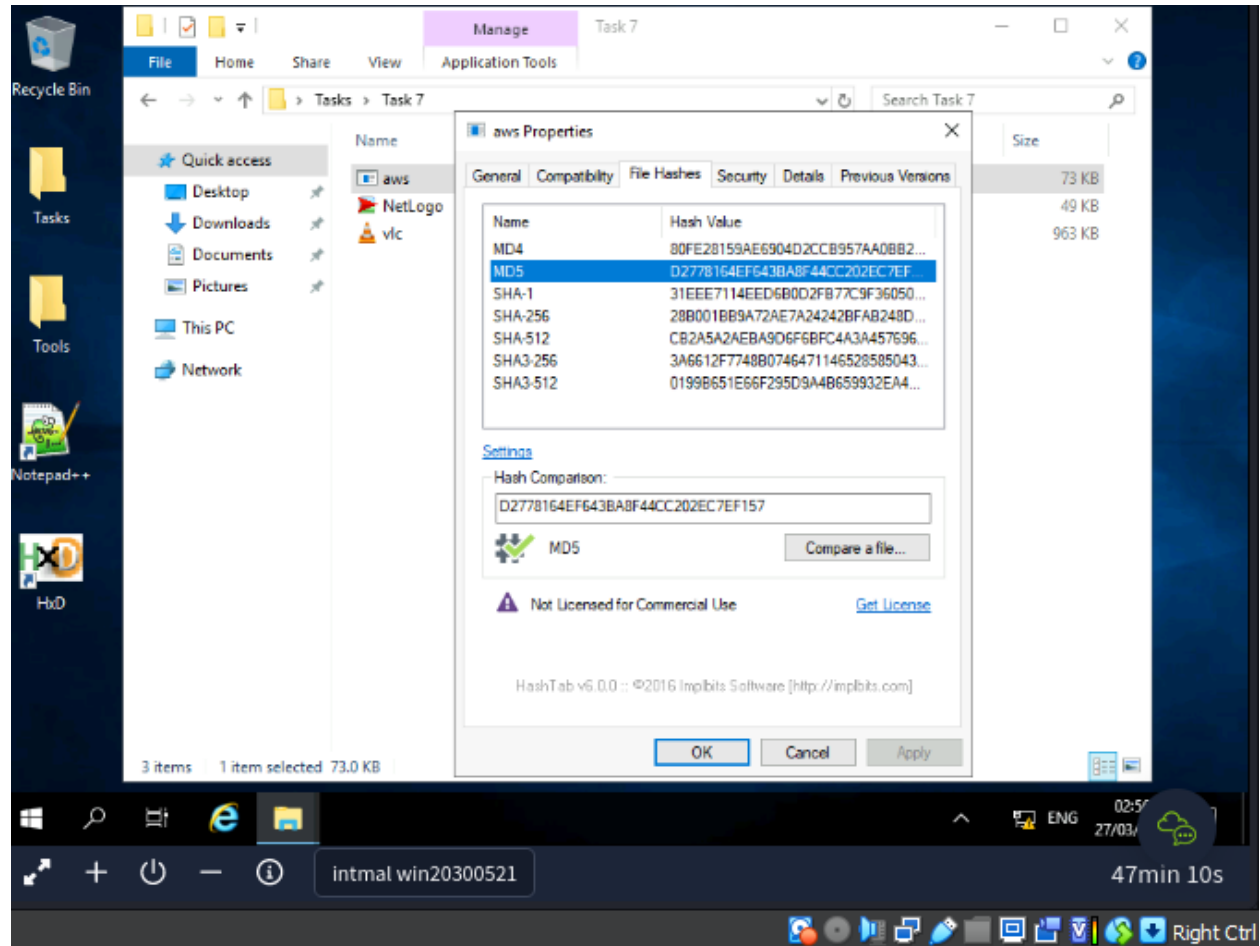 Manage Task 7
File Home Share View Application Tools
Recycle Bin
Tasks > Task 7 Search Task 7
Name
Size
Quick access
Desktop
Downloads
Documents
Pictures
This PC
Network
aws 73 KB
NetLogo 49 KB
vlc 963 KB
Tasks
Tools
Notepad++
HxD
aws Properties
General Compatibility File Hashes Security Details Previous Versions
Name Hash Value
MD4 80FE28159AE6904D2CCB957AA0BB2...
MD5 D2778164EF643BA8F44CC202EC7EF...
SHA-1 31EEE7114EED6B0D2FB77C9F36050...
SHA-256 28B001BB9A72AE7A24242BFAB248D...
SHA-512 CB2A5A2AEBA9D6F6BFC4A3A457696...
SHA3-256 3A6612F7748B0746471146528585043...
SHA3-512 0199B651E66F295D9A4B659932EA4...
Settings
Hash Comparison:
D2778164EF643BA8F44CC202EC7EF157
MD5 Compare a file...
Not Licensed for Commercial Use Get License
HashTab v6.0.0 :: ©2016 Implbits Software [http://implbits.com]
OK Cancel Apply
3 items 1 item selected 73.0 KB
ENG
27/03/
intmal win20300521
47min 10s
Right Ctrl